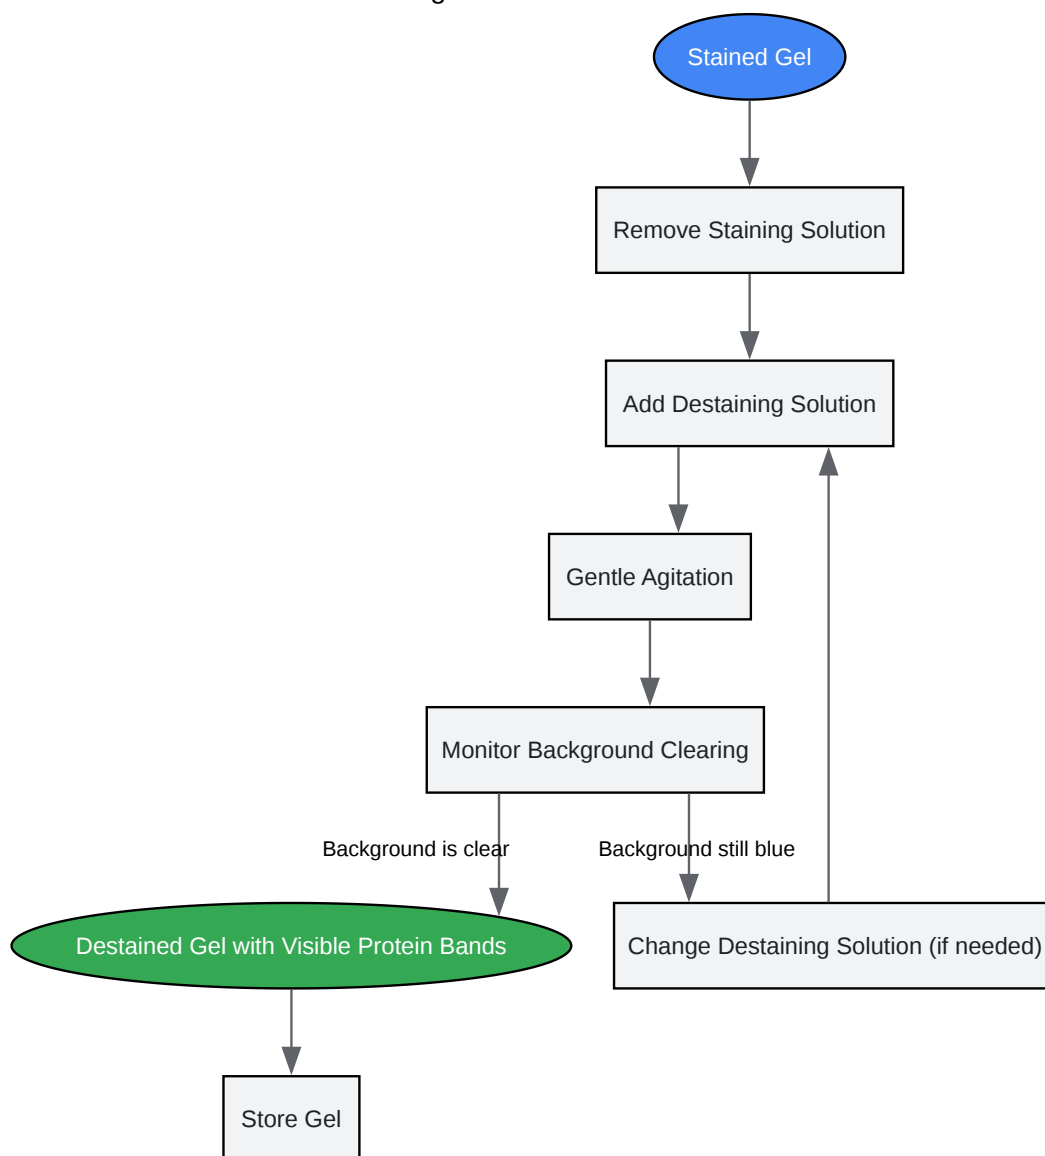 Stained Gel
Remove Staining Solution
Add Destaining Solution
Gentle Agitation
Monitor Background Clearing
Background is clear
Background still blue
Destained Gel with Visible Protein Bands
Change Destaining Solution (if needed)
Store Gel